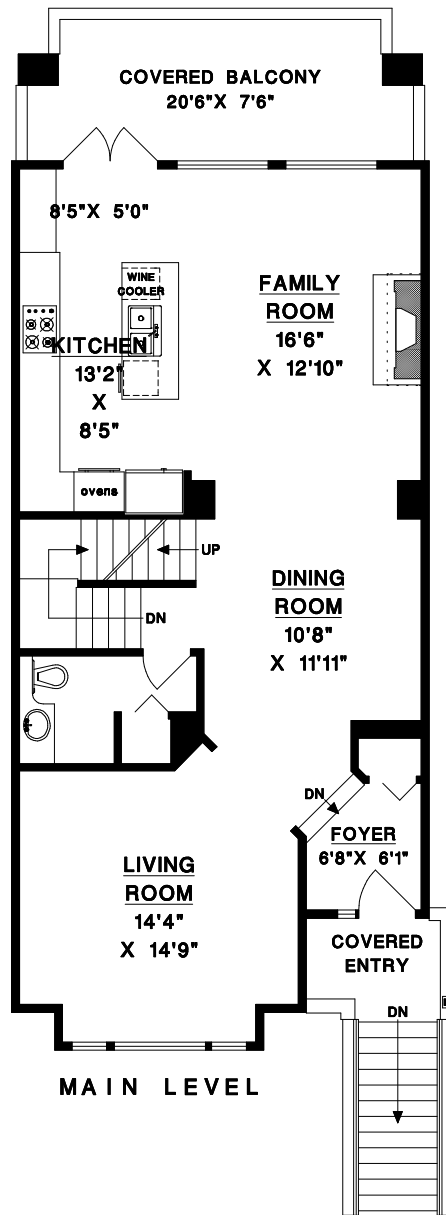 COVERED BALCONY
20'6"X 7'6"
8'5"X 5'0"
WINE
COOLER
FAMILY
ROOM
16'6"
X 12'10"
KITCHEN
13'2"
X
8'5"
ovens
UP
DN
DINING
ROOM
10'8"
X 11'11"
DN
FOYER
6'8"X 6'1"
LIVING
ROOM
14'4"
X 14'9"
COVERED
ENTRY
DN
MAIN LEVEL